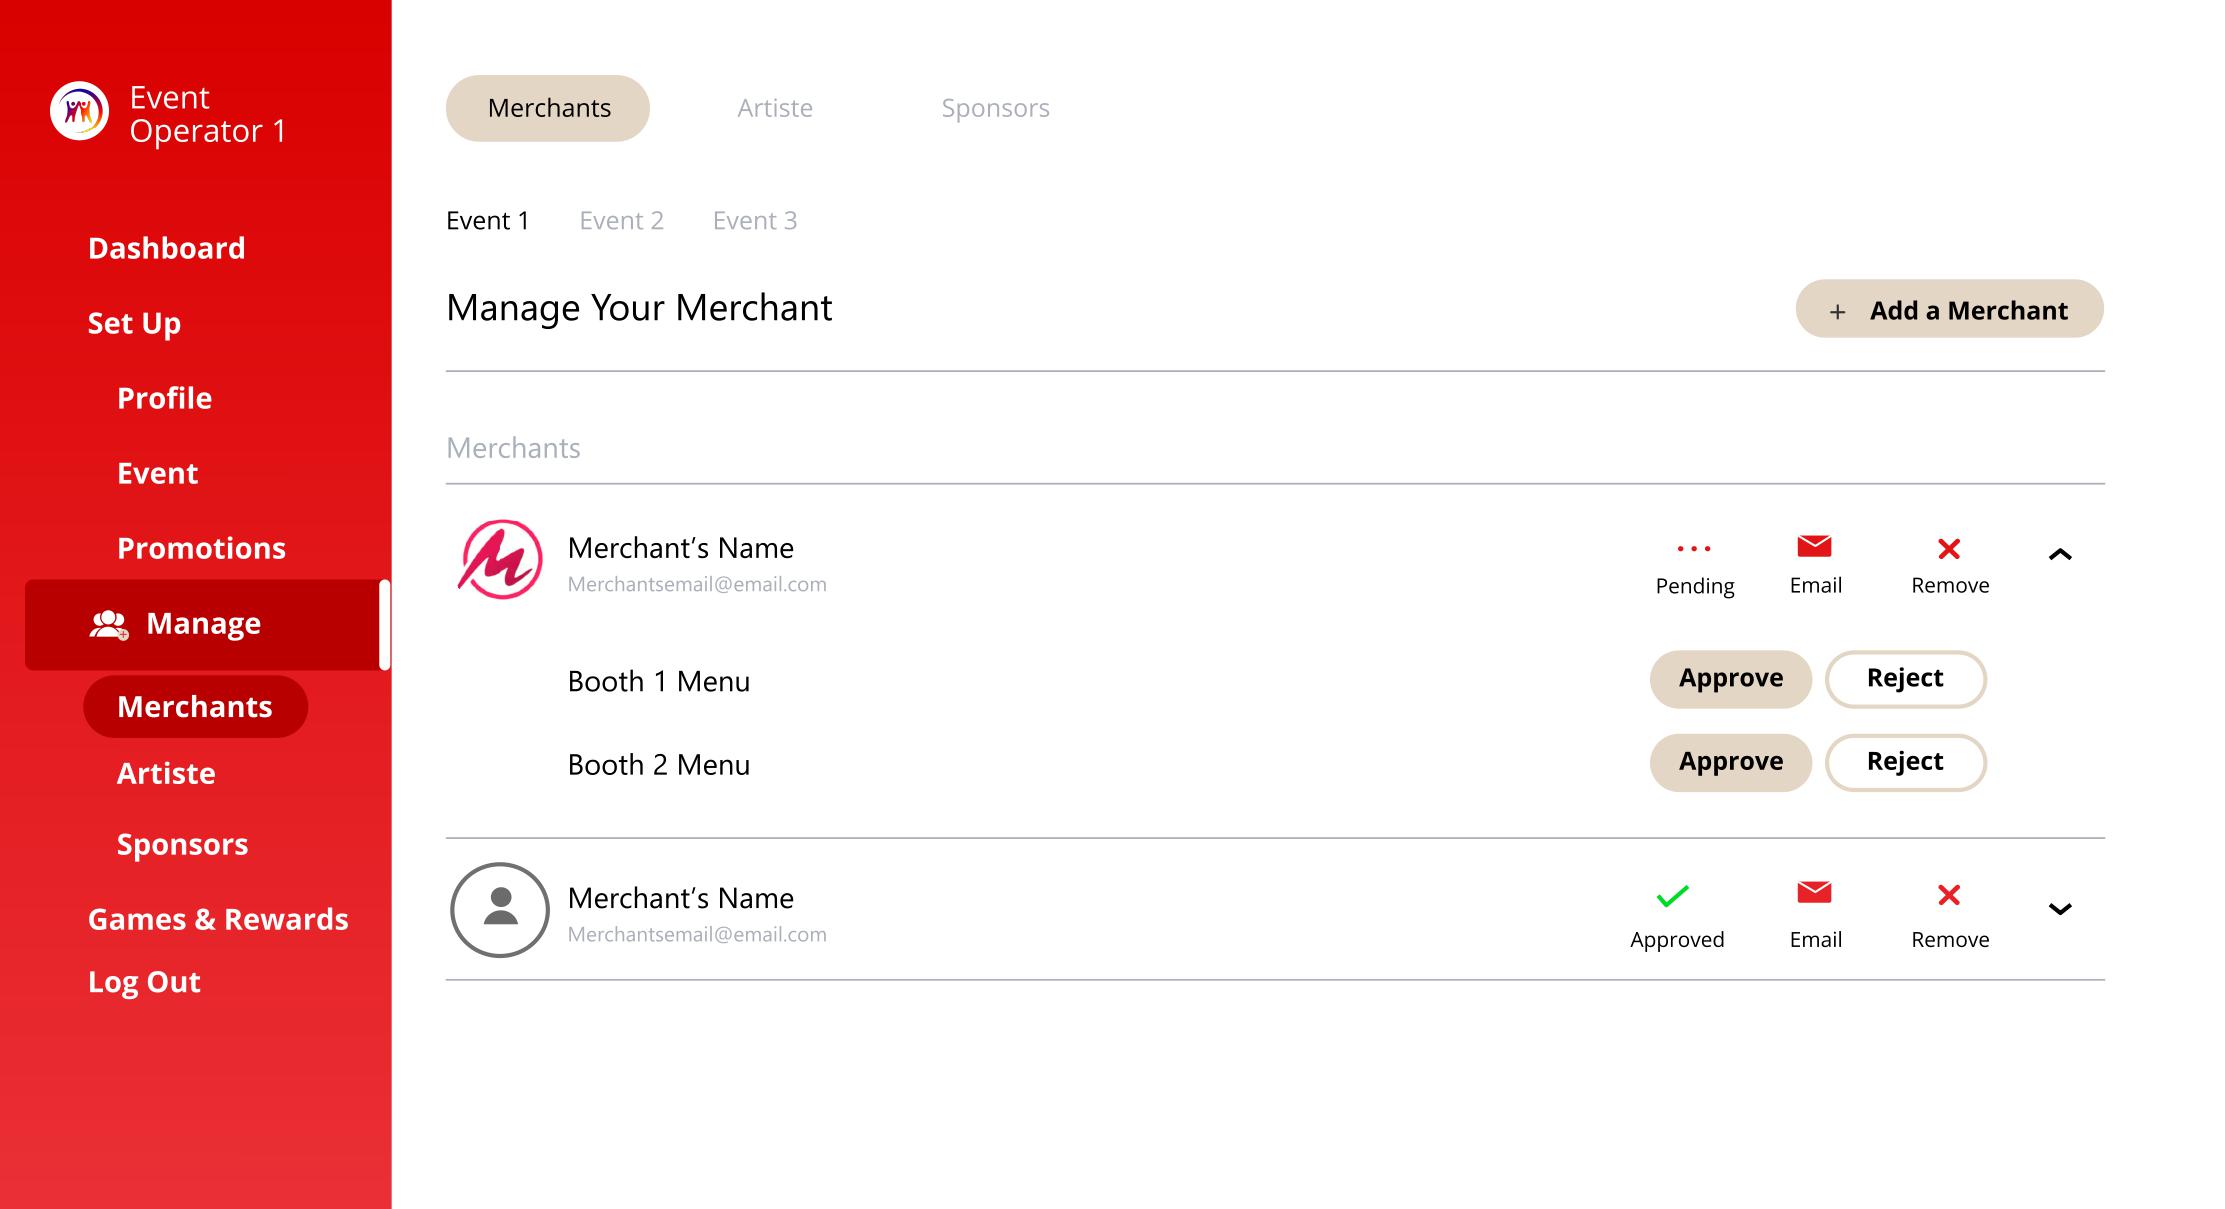 Event
Operator 1
Dashboard
Set Up
Profile
Event
Promotions
Manage
Merchants
Artiste
Sponsors
Games & Rewards
Log Out
Merchants Artiste Sponsors
Event 1 Event 2 Event 3
Manage Your Merchant + Add a Merchant
Merchants
Merchant’s Name
Merchantsemail@email.com
Pending Email Remove
Booth 1 Menu Approve Reject
Booth 2 Menu Approve Reject
Merchant’s Name
Merchantsemail@email.com
Approved Email Remove